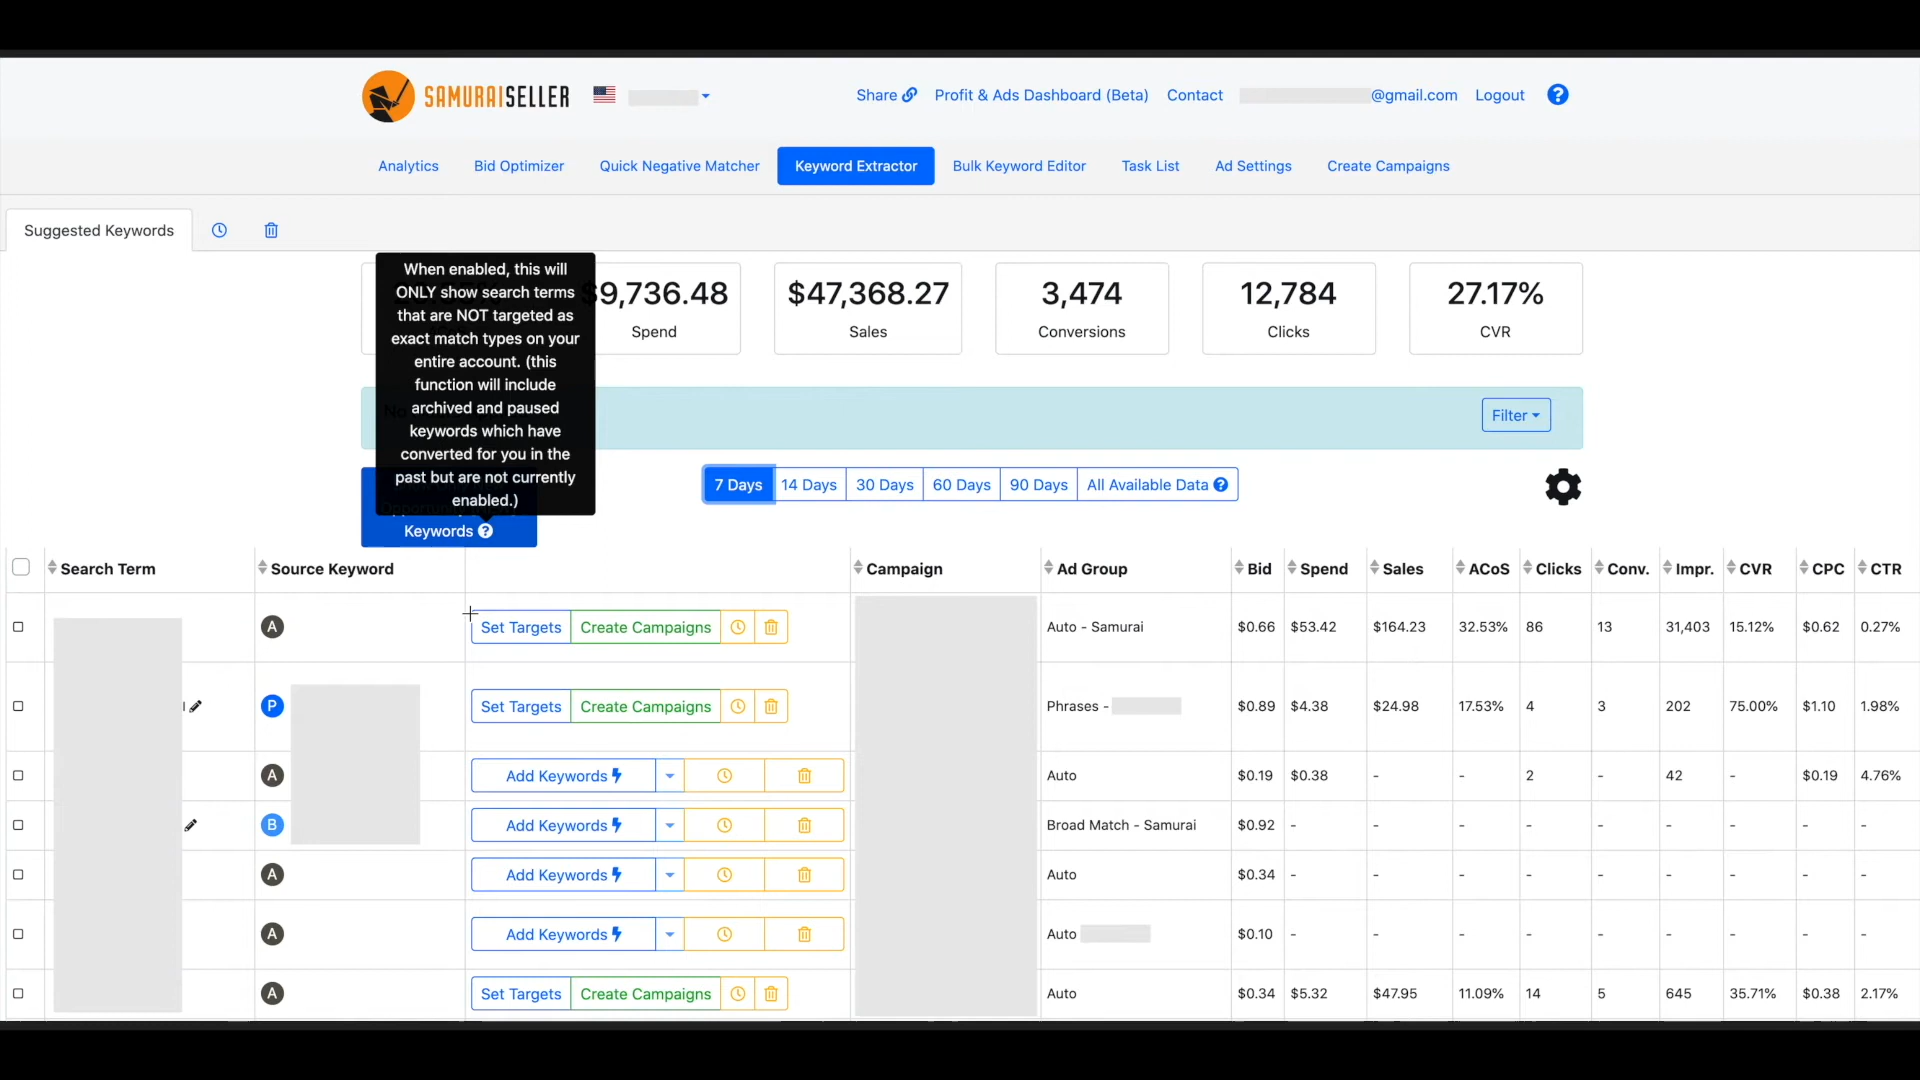 SAMURAISELLER
Share Profit & Ads Dashboard (Beta) Contact @gmail.com Logout ?
Analytics Bid Optimizer Quick Negative Matcher Keyword Extractor Bulk Keyword Editor Task List Ad Settings Create Campaigns
Suggested Keywords
When enabled, this will
ONLY show search terms
that are NOT targeted as
exact match types on your
entire account. (this
function will include
archived and paused
keywords which have
converted for you in the
past but are not currently
enabled.)
$9,736.48 $47,368.27 3,474 12,784 27.17%
Spend Sales Conversions Clicks CVR
Filter
Keywords ?
7 Days 14 Days 30 Days 60 Days 90 Days All Available Data ?
Search Term Source Keyword Campaign Ad Group Bid Spend Sales ACoS Clicks Conv. Impr. CVR CPC CTR
A Set Targets Create Campaigns Auto - Samurai $0.66 $53.42 $164.23 32.53% 86 13 31,403 15.12% $0.62 0.27%
P Set Targets Create Campaigns Phrases - $0.89 $4.38 $24.98 17.53% 4 3 202 75.00% $1.10 1.98%
A Add Keywords Auto $0.19 $0.38 - - 2 - 42 - $0.19 4.76%
B Add Keywords Broad Match - Samurai $0.92 - - - - - - - - -
A Add Keywords Auto $0.34 - - - - - - - - -
A Add Keywords Auto $0.10 - - - - - - - - -
A Set Targets Create Campaigns Auto $0.34 $5.32 $47.95 11.09% 14 5 645 35.71% $0.38 2.17%